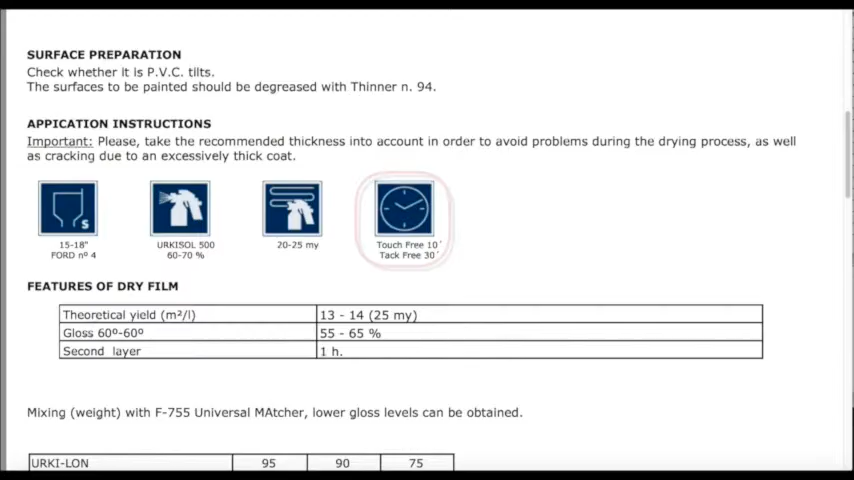 SURFACE PREPARATION
Check whether it is P.V.C. tilts.
The surfaces to be painted should be degreased with Thinner n. 94.
APPICATION INSTRUCTIONS
Important: Please, take the recommended thickness into account in order to avoid problems during the drying process, as well
as cracking due to an excessively thick coat.
S
15-18"
FORD nº 4
URKISOL 500
60-70 %
20-25 my
Touch Free 10´
Tack Free 30´
FEATURES OF DRY FILM
Theoretical yield (m²/l) 13 - 14 (25 my)
Gloss 60º-60º 55 - 65 %
Second layer 1 h.
Mixing (weight) with F-755 Universal MAtcher, lower gloss levels can be obtained.
URKI-LON 95 90 75